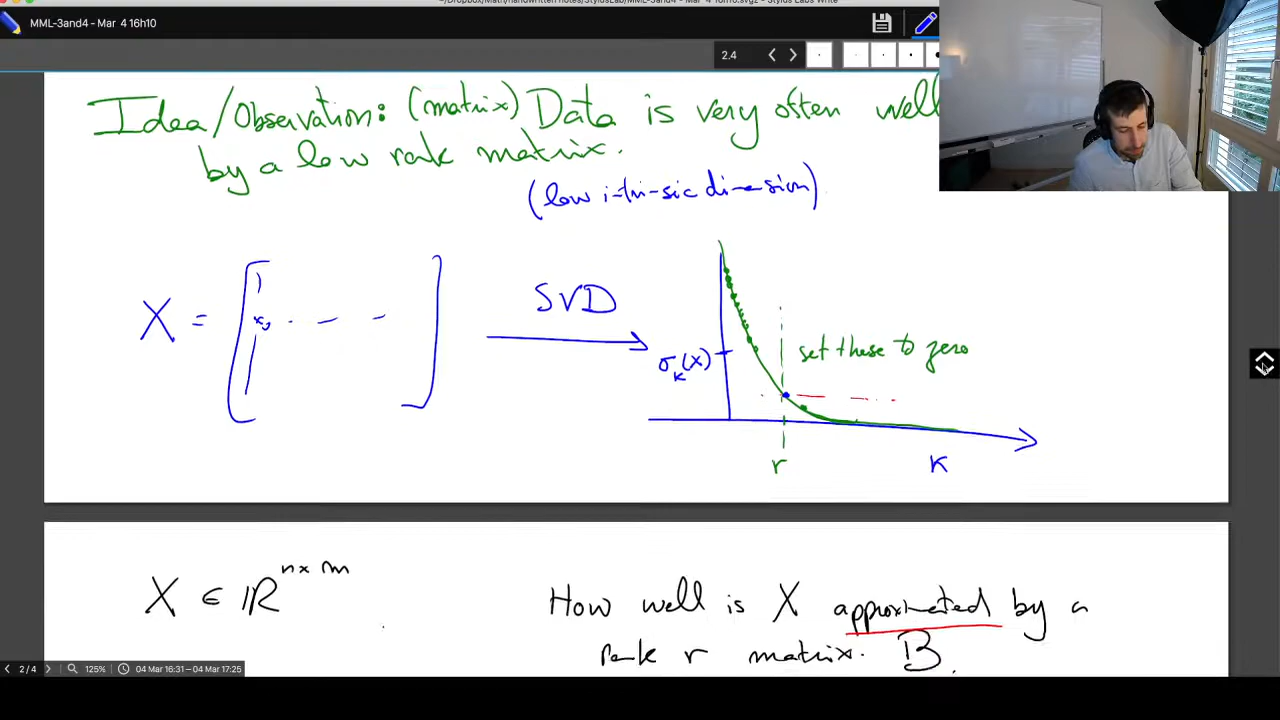 MML-3and4 - Mar 4 16h10
2.4
Idea/Observation: (matrix) Data is very often well
by a low rak matrix.
(low intrinsic dimension)
X = [
SVD
σₖ(X)
set these to zero
r
K
X ∈ ℝⁿˣᵐ
How well is X approximated by a
rank r matrix. B.
2/4
125%
04 Mar 16:31 – 04 Mar 17:25